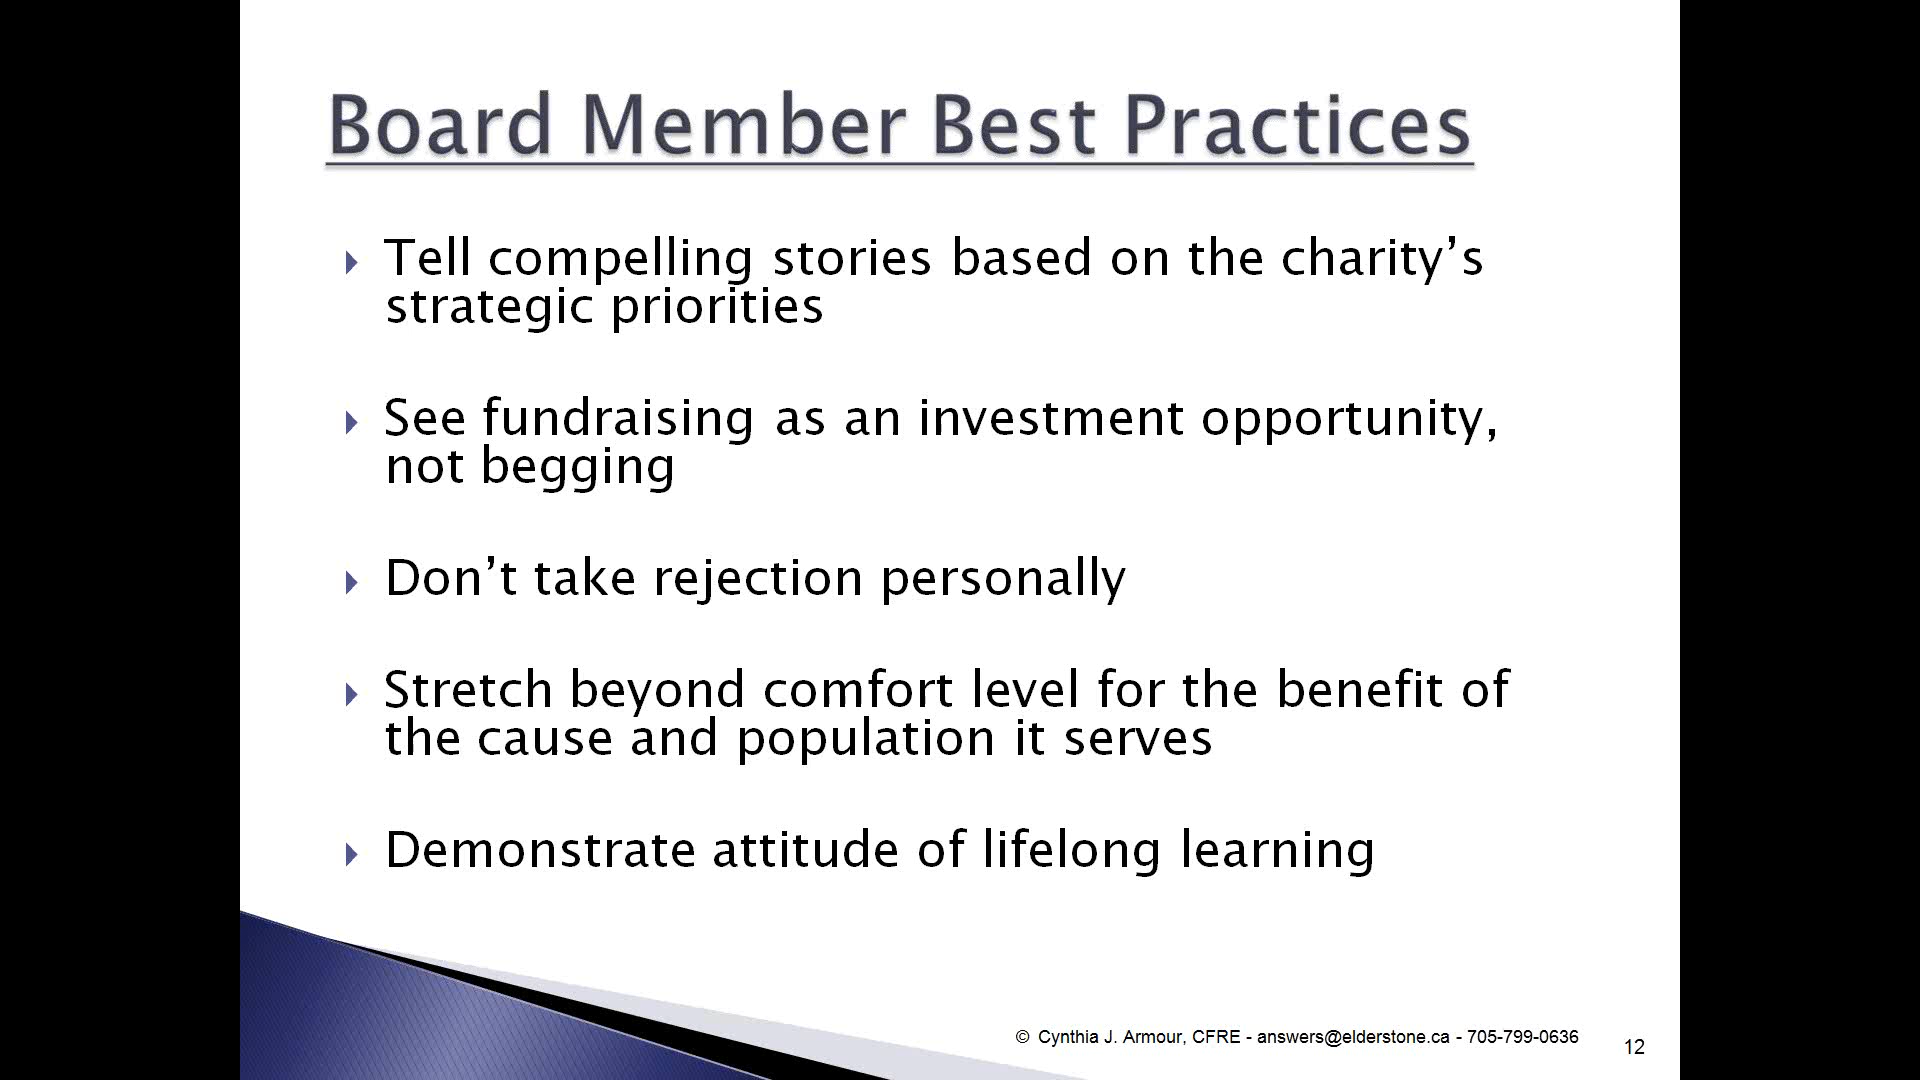 Board Member Best Practices
Tell compelling stories based on the charity’s
strategic priorities
See fundraising as an investment opportunity,
not begging
Don’t take rejection personally
Stretch beyond comfort level for the benefit of
the cause and population it serves
Demonstrate attitude of lifelong learning
© Cynthia J. Armour, CFRE - answers@elderstone.ca - 705-799-0636
12